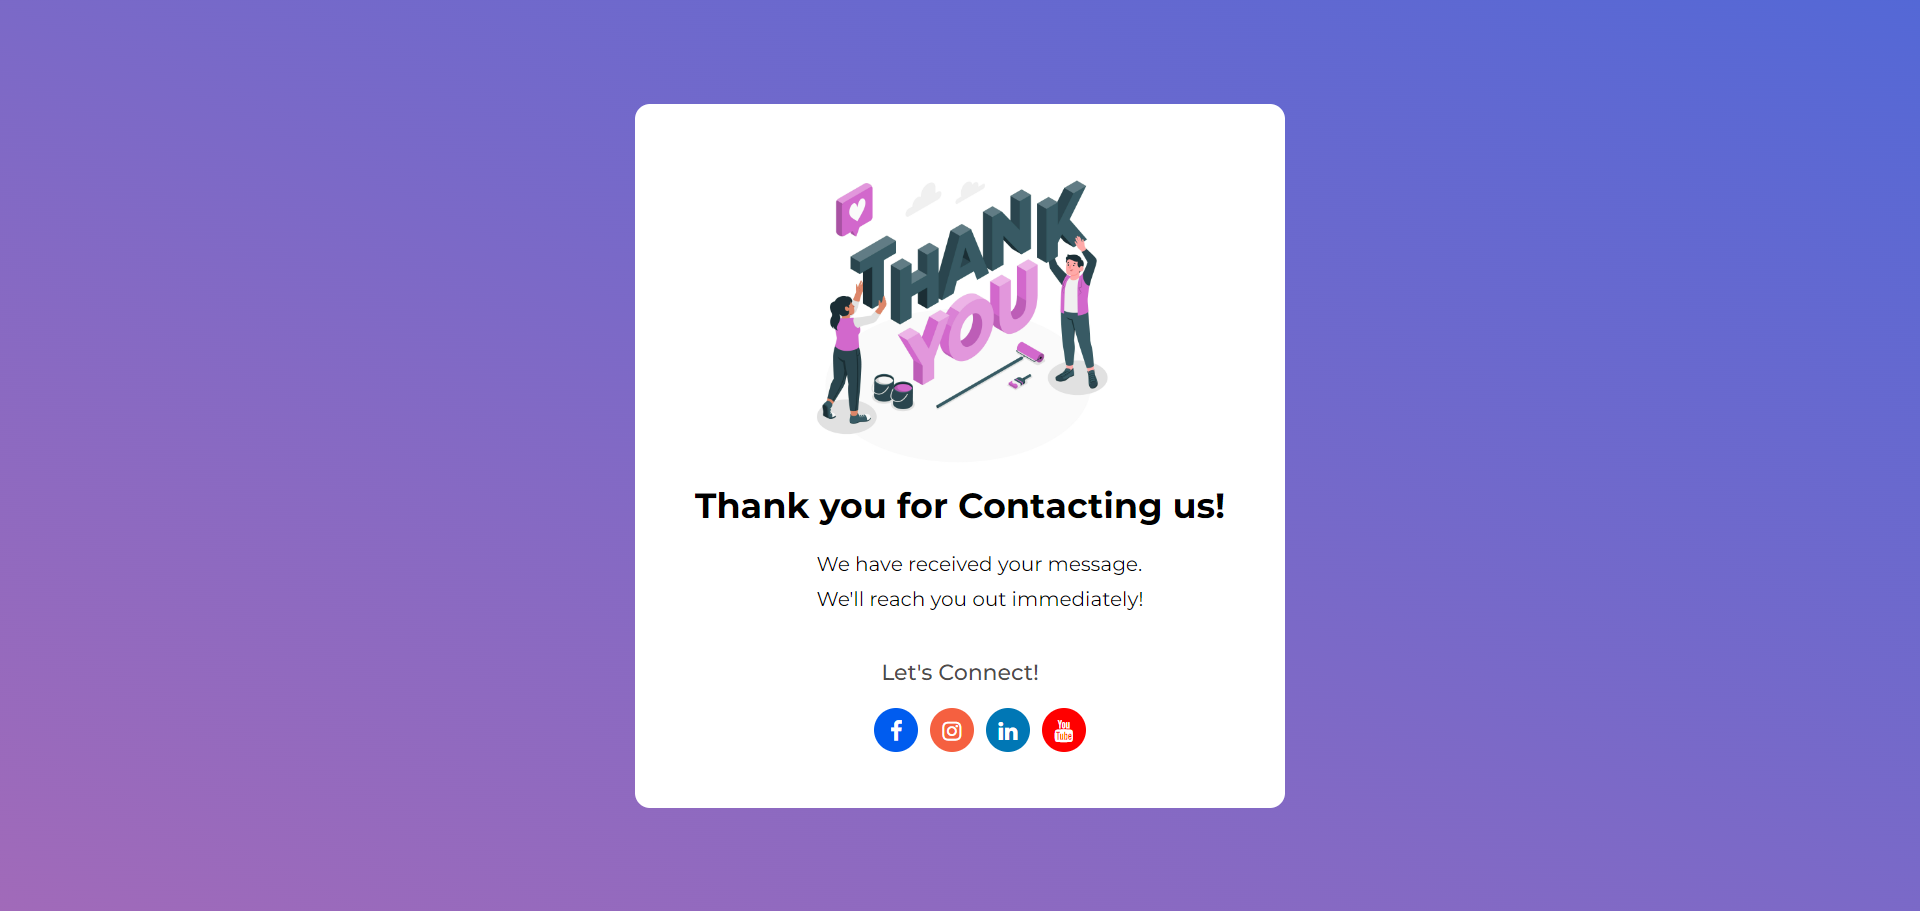 THANK
YOU
Thank you for Contacting us!
We have received your message.
We'll reach you out immediately!
Let's Connect!
f
in
You
Tube